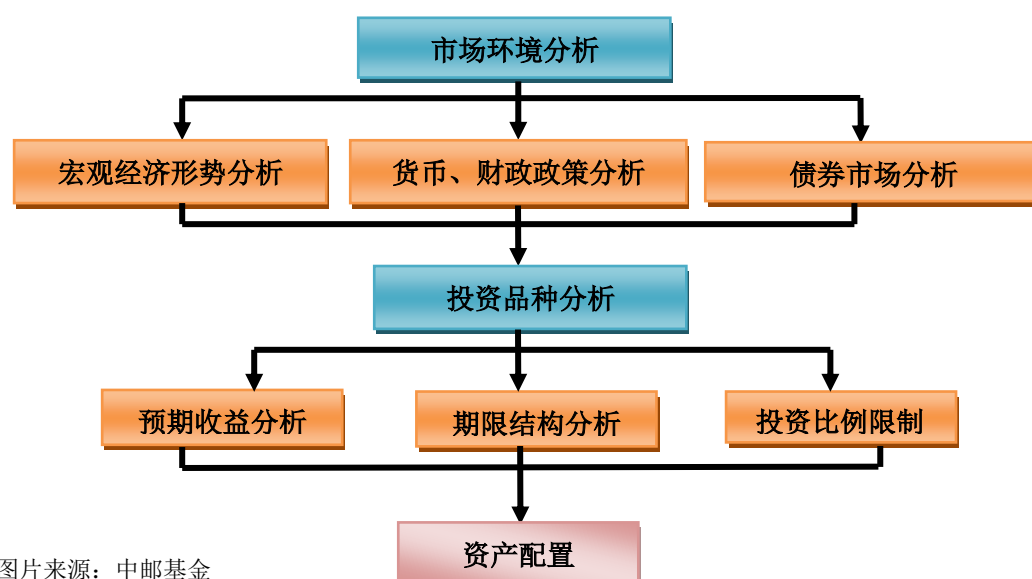 市场环境分析
宏观经济形势分析
货币、财政政策分析
债券市场分析
投资品种分析
预期收益分析
期限结构分析
投资比例限制
资产配置
图片来源：中邮基金